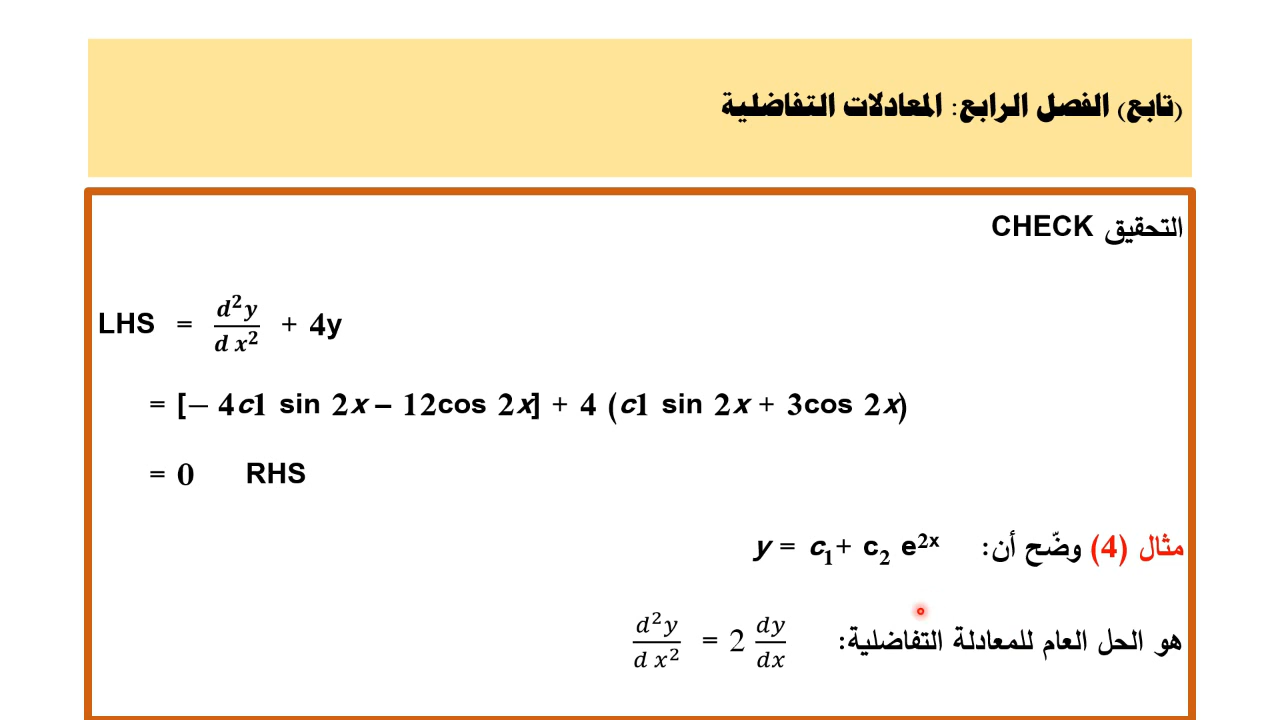 (تابع) الفصل الرابع: المعادلات التفاضلية
التحقيق CHECK
LHS = d²y/d x² + 4y
= [– 4c1 sin 2x – 12cos 2x] + 4 (c1 sin 2x + 3cos 2x)
= 0 RHS
مثال (4) وضّح أن: y = c₁+ c₂ e²ˣ
هو الحل العام للمعادلة التفاضلية: d²y/d x² = 2 dy/dx